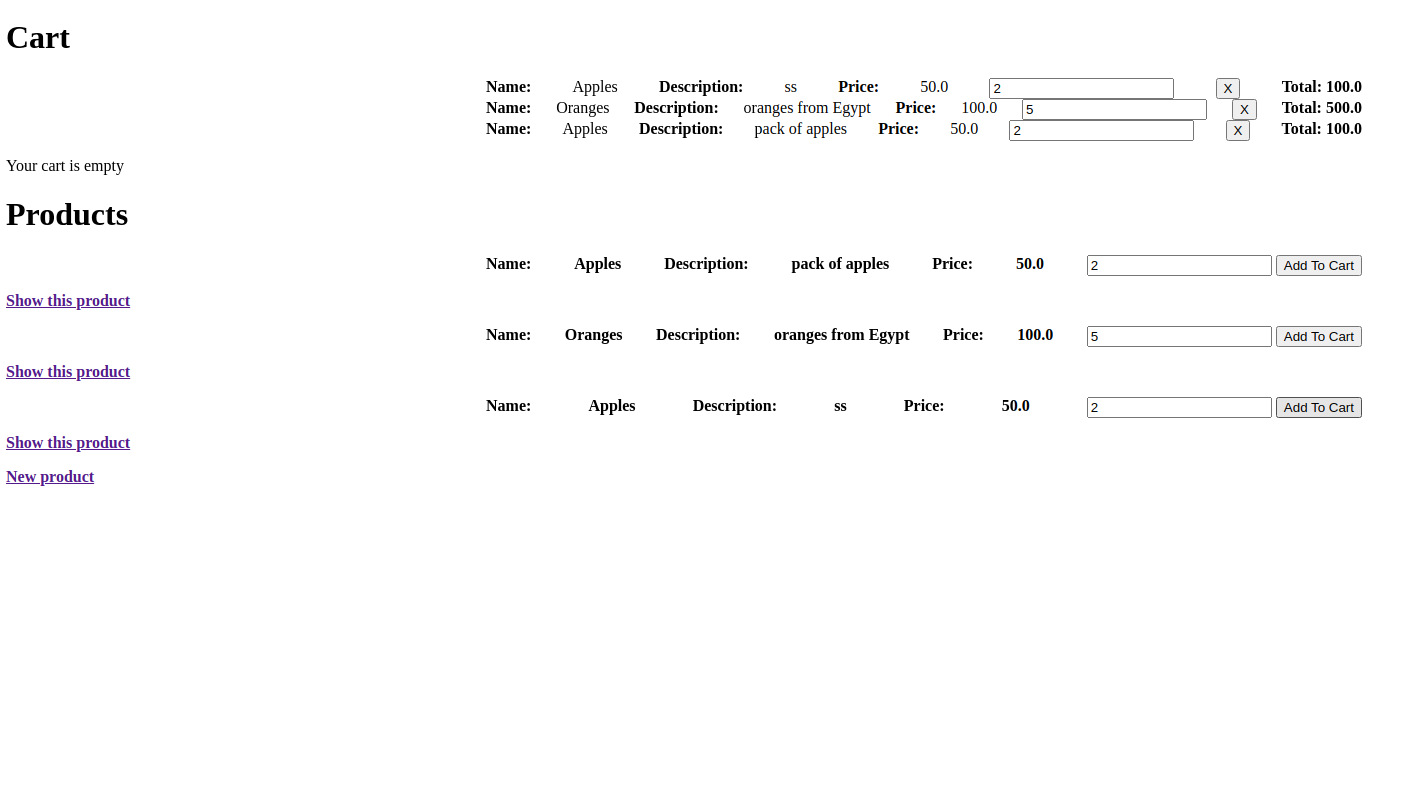 Cart
Name: Apples Description: ss Price: 50.0 2 X Total: 100.0
Name: Oranges Description: oranges from Egypt Price: 100.0 5 X Total: 500.0
Name: Apples Description: pack of apples Price: 50.0 2 X Total: 100.0
Your cart is empty
Products
Name: Apples Description: pack of apples Price: 50.0 2 Add To Cart
Show this product
Name: Oranges Description: oranges from Egypt Price: 100.0 5 Add To Cart
Show this product
Name: Apples Description: ss Price: 50.0 2 Add To Cart
Show this product
New product